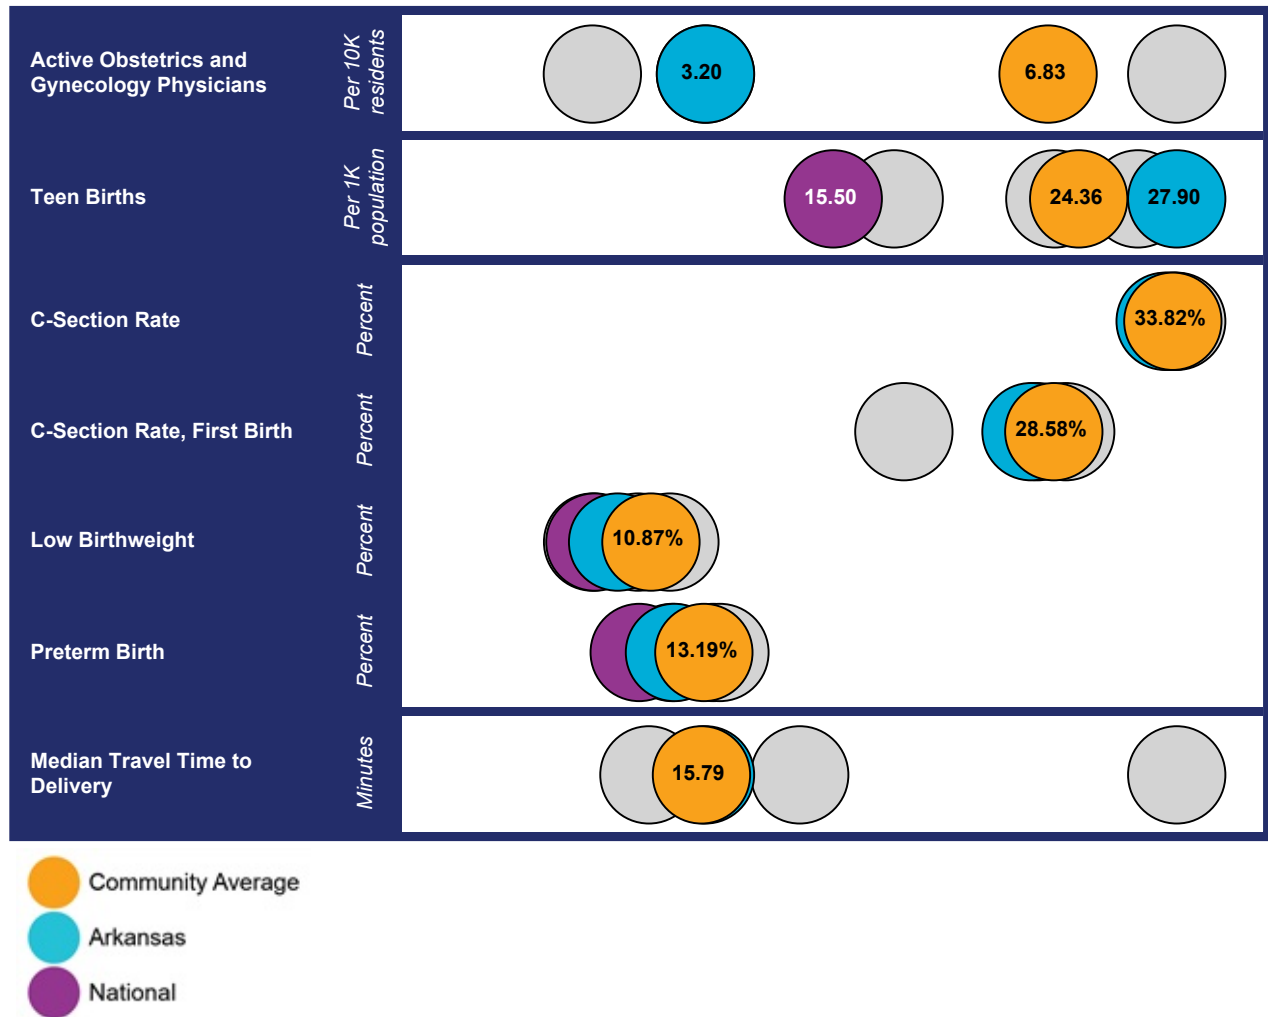 Active Obstetrics and
Gynecology Physicians
Per 10K
residents
3.20
6.83
Teen Births
Per 1K
population
15.50
24.36
27.90
C-Section Rate
Percent
33.82%
C-Section Rate, First Birth
Percent
28.58%
Low Birthweight
Percent
10.87%
Preterm Birth
Percent
13.19%
Median Travel Time to
Delivery
Minutes
15.79
Community Average
Arkansas
National